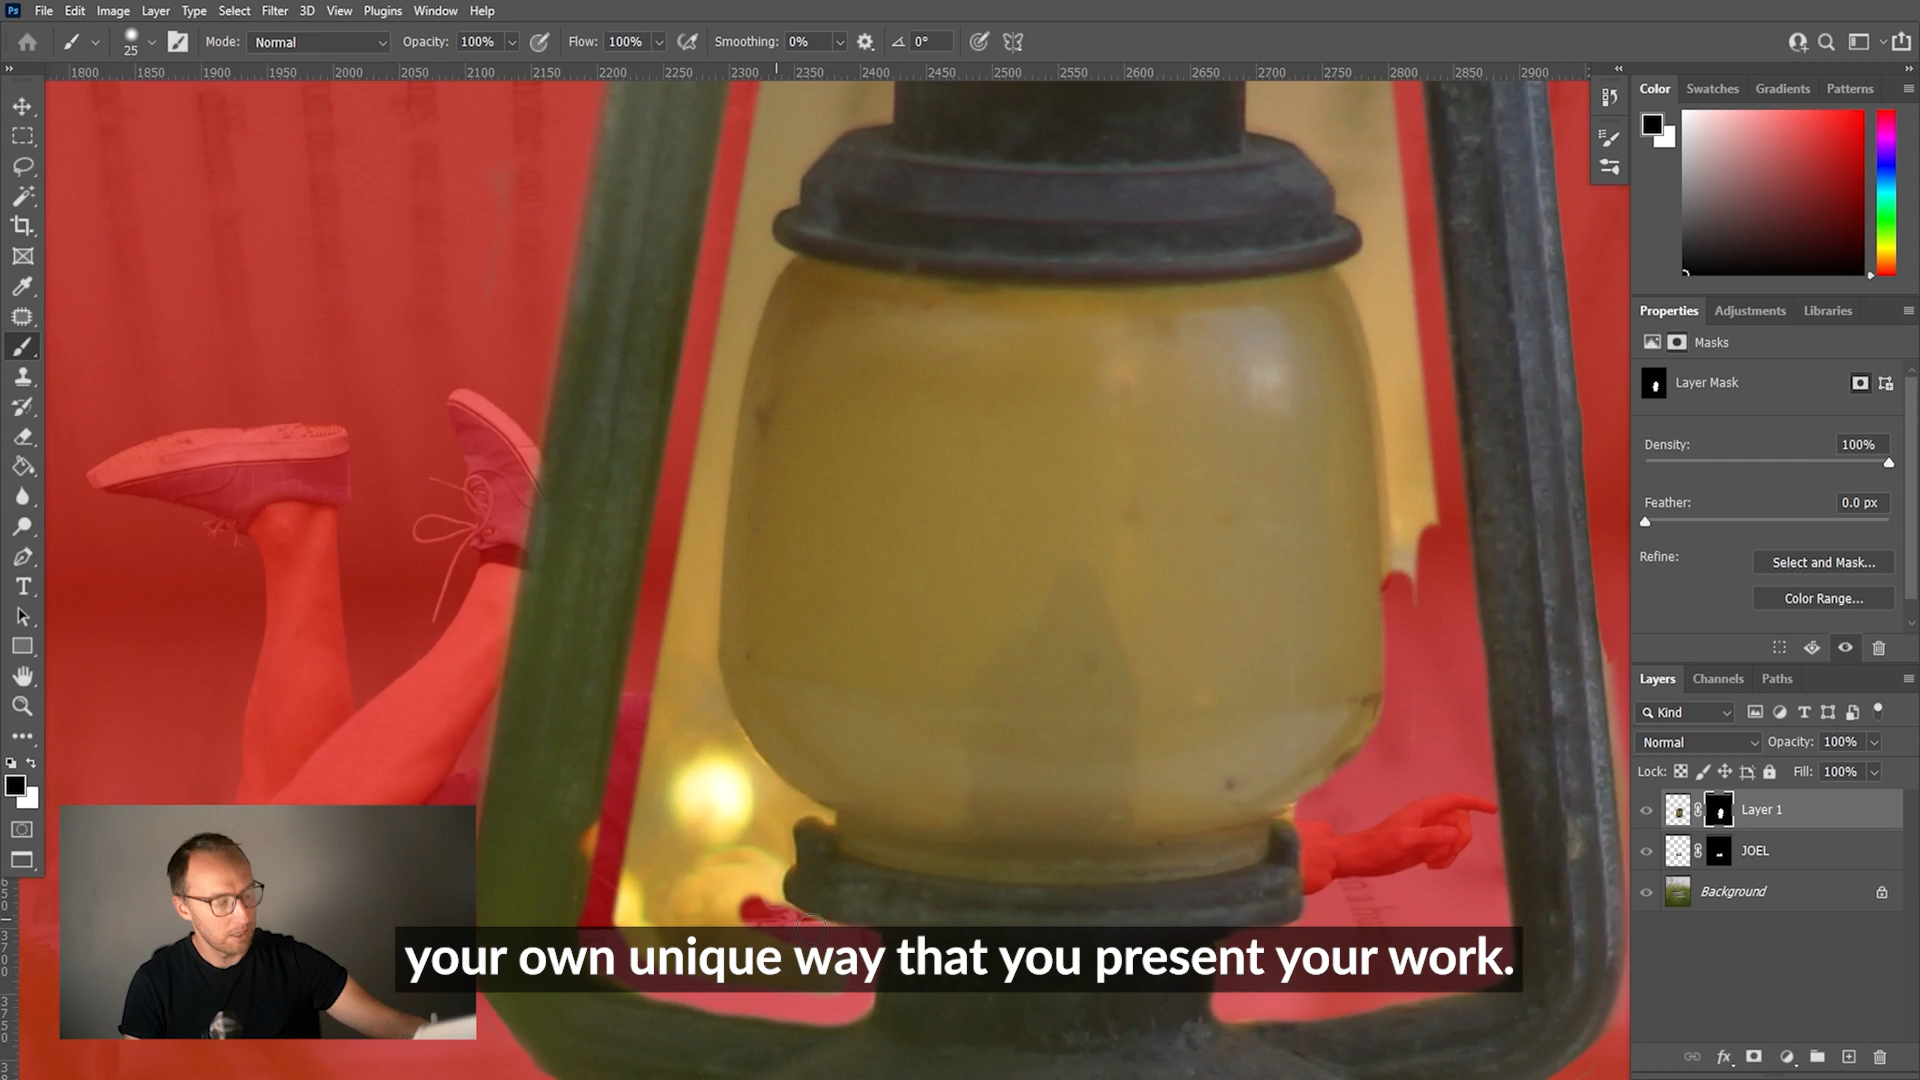 Ps File Edit Image Layer Type Select Filter 3D View Plugins Window Help
25 Mode: Normal Opacity: 100% Flow: 100% Smoothing: 0% 0°
1800 1850 1900 1950 2000 2050 2100 2150 2200 2250 2300 2350 2400 2450 2500 2550 2600 2650 2700 2750 2800 2850 2900
Color Swatches Gradients Patterns
Properties Adjustments Libraries
Masks
Layer Mask
Density: 100%
Feather: 0.0 px
Refine: Select and Mask...
Color Range...
Layers Channels Paths
Kind
Normal Opacity: 100%
Lock: Fill: 100%
Layer 1
JOEL
Background
your own unique way that you present your work.